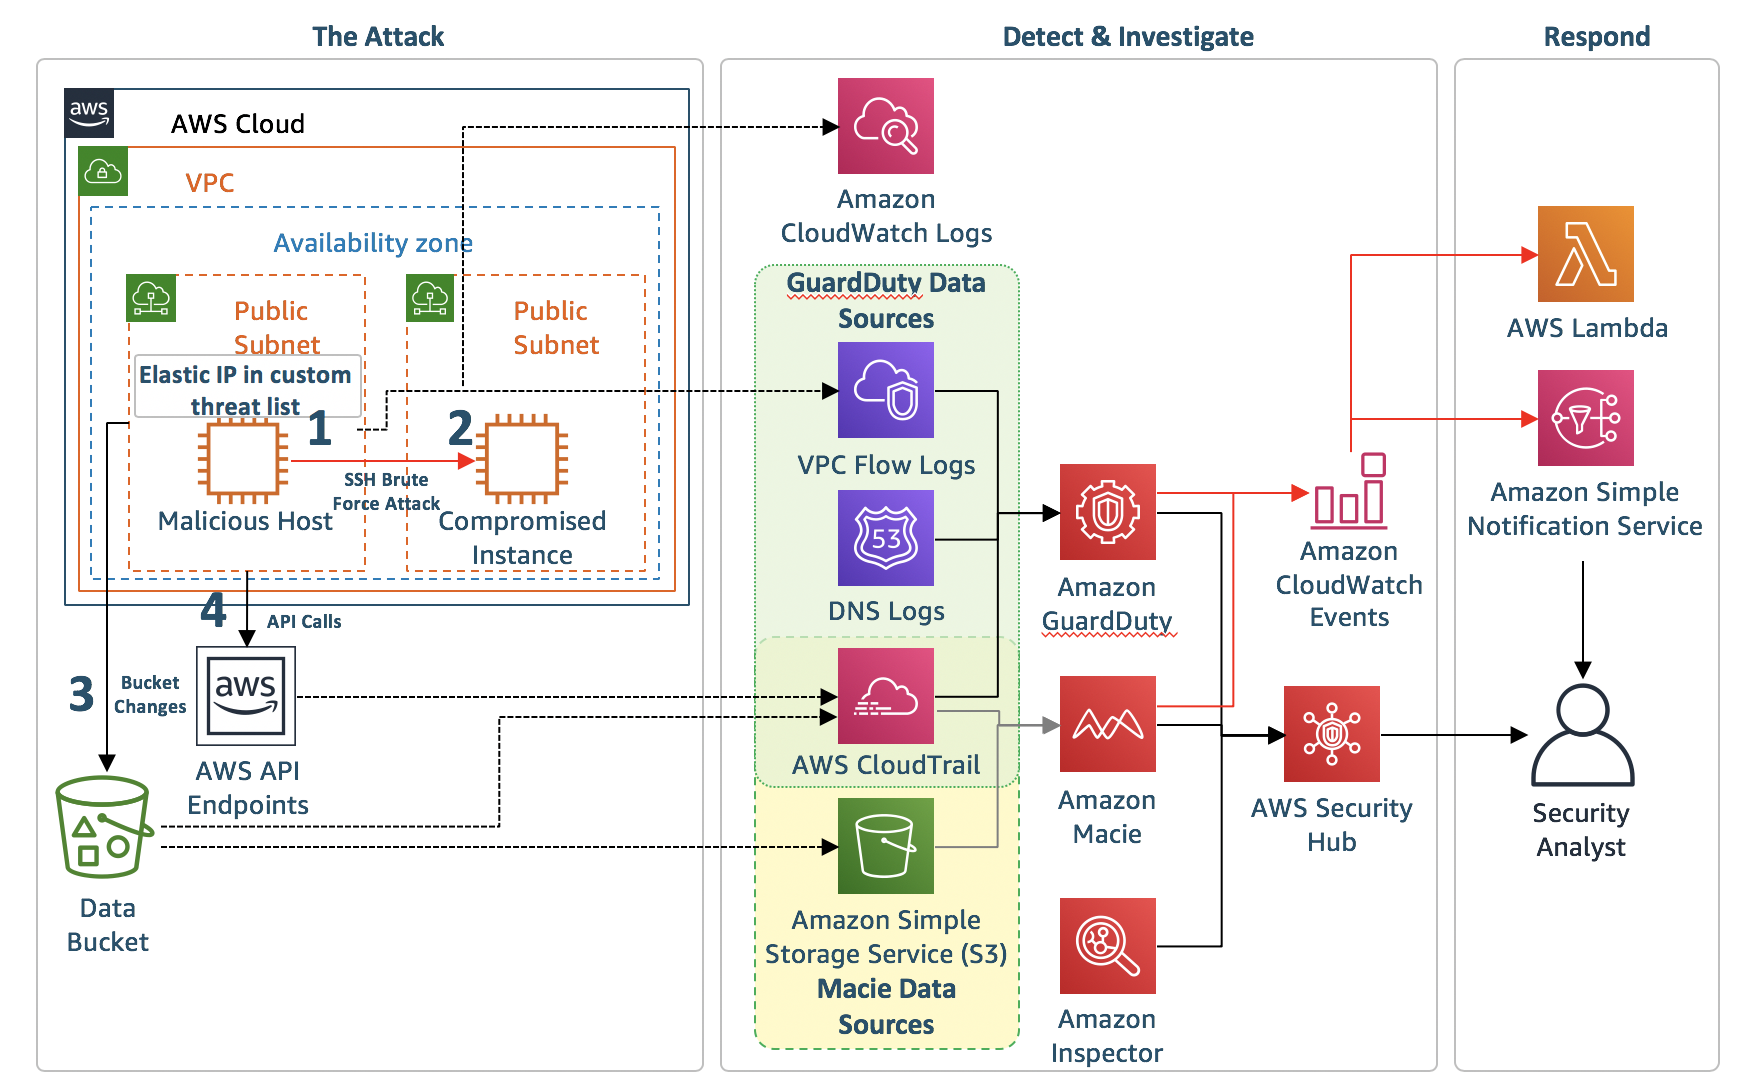 The Attack
Detect & Investigate
Respond
aws
AWS Cloud
VPC
Availability zone
Public
Subnet
Public
Subnet
Elastic IP in custom
threat list
1
2
SSH Brute
Force Attack
Malicious Host
Compromised
Instance
4
API Calls
3
Bucket
Changes
aws
AWS API
Endpoints
Data
Bucket
Amazon
CloudWatch Logs
GuardDuty Data
Sources
VPC Flow Logs
53
DNS Logs
AWS CloudTrail
Amazon Simple
Storage Service (S3)
Macie Data
Sources
Amazon
GuardDuty
Amazon
Macie
Amazon
Inspector
Amazon
CloudWatch
Events
AWS Security
Hub
AWS Lambda
Amazon Simple
Notification Service
Security
Analyst